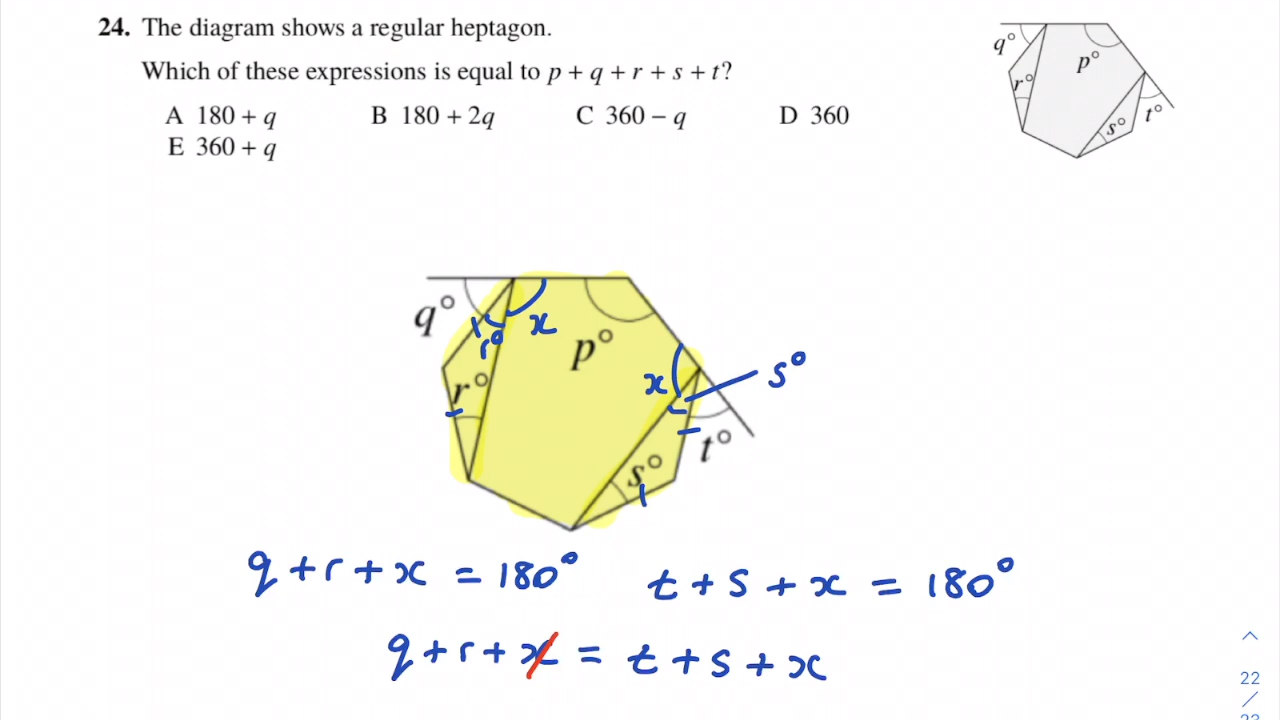 24. The diagram shows a regular heptagon.
Which of these expressions is equal to p + q + r + s + t?
A 180 + q B 180 + 2q C 360 − q D 360
E 360 + q
q° p° r° s° t°
q° r° x p° r° x s° s° t°
q + r + x = 180° t + s + x = 180°
q + r + x = t + s + x
22
/
23